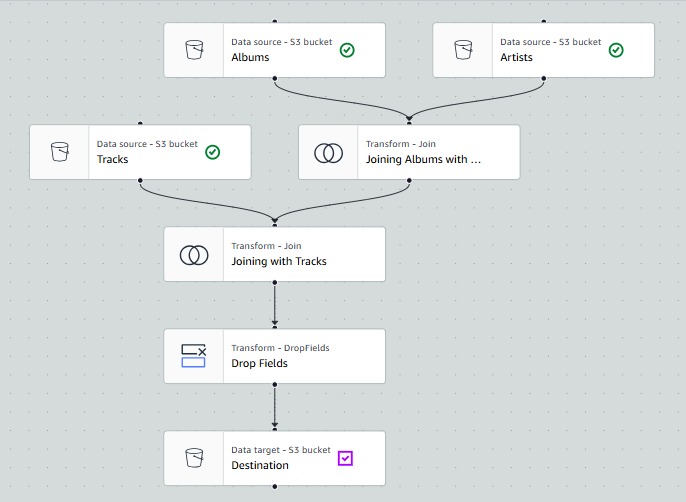 Data source - S3 bucket
Albums
Data source - S3 bucket
Artists
Data source - S3 bucket
Tracks
Transform - Join
Joining Albums with ...
Transform - Join
Joining with Tracks
Transform - DropFields
Drop Fields
Data target - S3 bucket
Destination